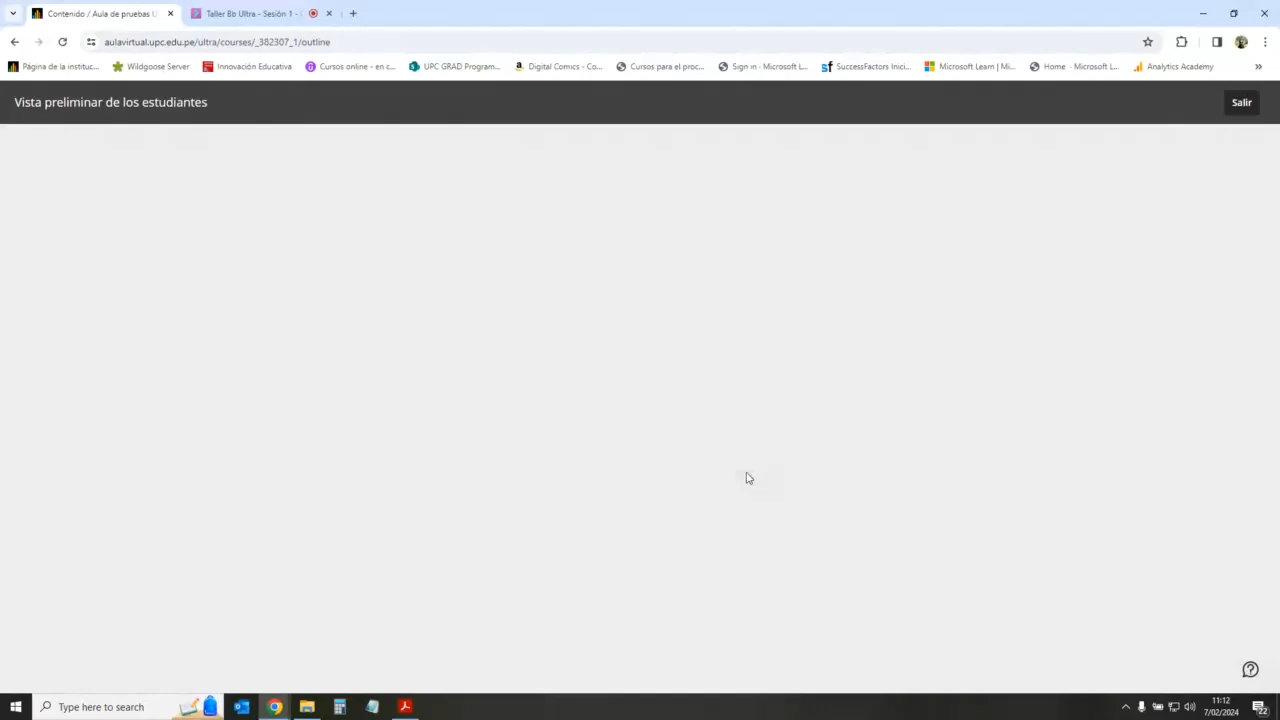 Contenido / Aula de pruebas U
Taller Bb Ultra - Sesión 1 -
aulavirtual.upc.edu.pe/ultra/courses/_382307_1/outline
Página de la instituc...
Wildgoose Server
Innovación Educativa
Cursos online - en c...
UPC GRAD Program...
Digital Comics - Co...
Cursos para el proc...
Sign in - Microsoft L...
SuccessFactors Inici...
Microsoft Learn | Mi...
Home - Microsoft L...
Analytics Academy
Vista preliminar de los estudiantes
Salir
Type here to search
11:12
7/02/2024
22